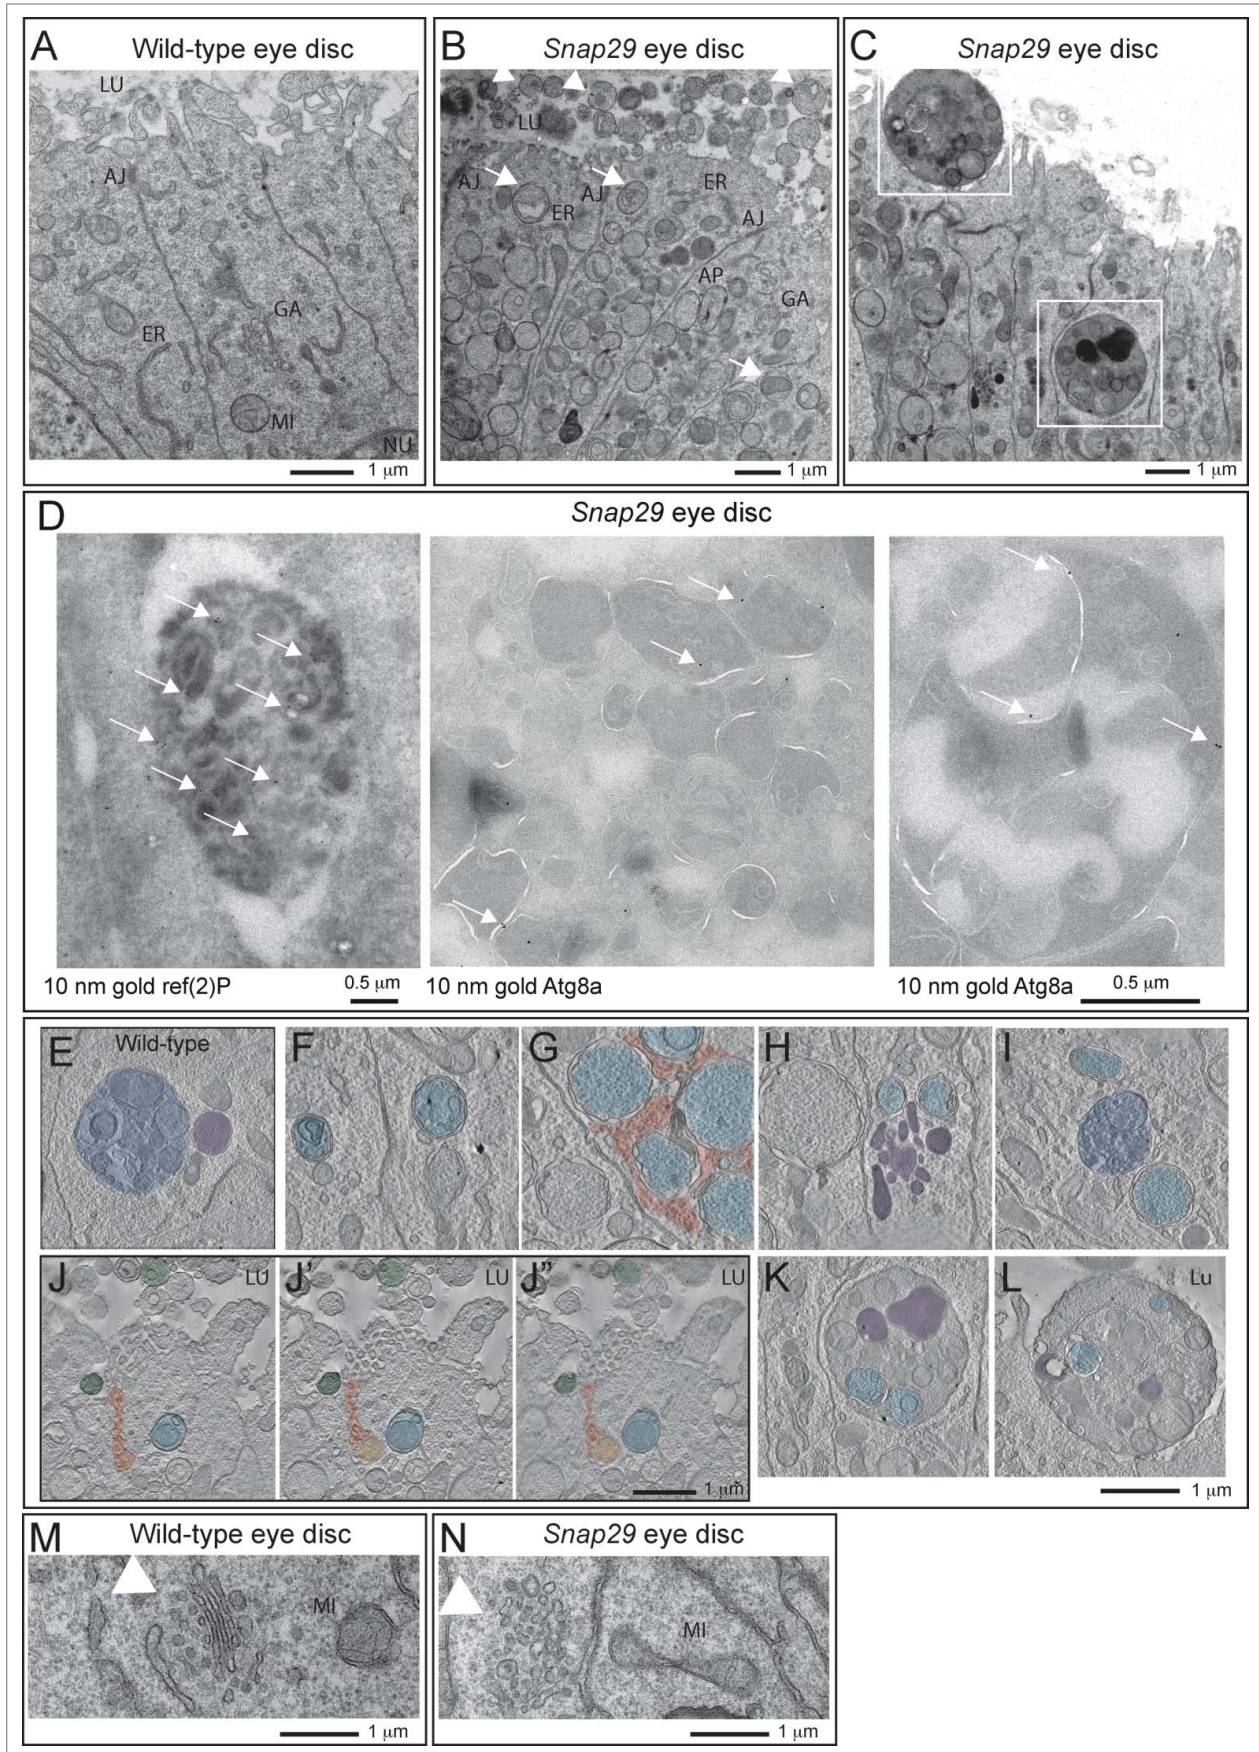 A Wild-type eye disc
LU
AJ
ER
GA
MI
NU
1 μm
B Snap29 eye disc
LU
AJ
AJ
ER
ER
AJ
AP
GA
1 μm
C Snap29 eye disc
1 μm
D Snap29 eye disc
10 nm gold ref(2)P 0.5 μm
10 nm gold Atg8a
10 nm gold Atg8a 0.5 μm
E Wild-type
F
G
H
I
J LU
J' LU
J" LU
1 μm
K
L Lu
1 μm
M Wild-type eye disc
MI
1 μm
N Snap29 eye disc
MI
1 μm